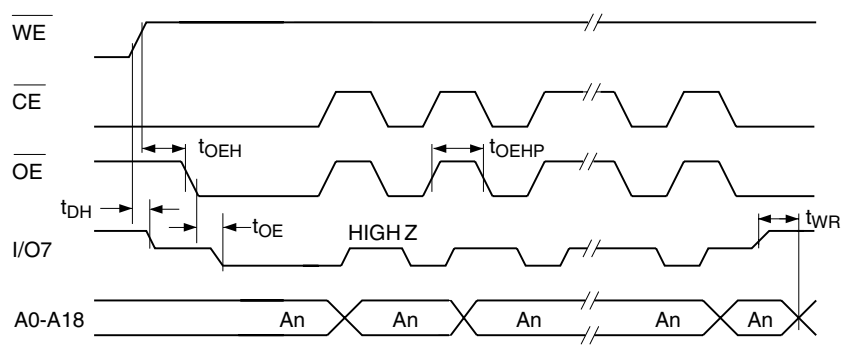 WE
CE
tOEH
tOEHP
OE
tDH
tOE
tWR
HIGH Z
I/O7
A0-A18
An
An
An
An
An